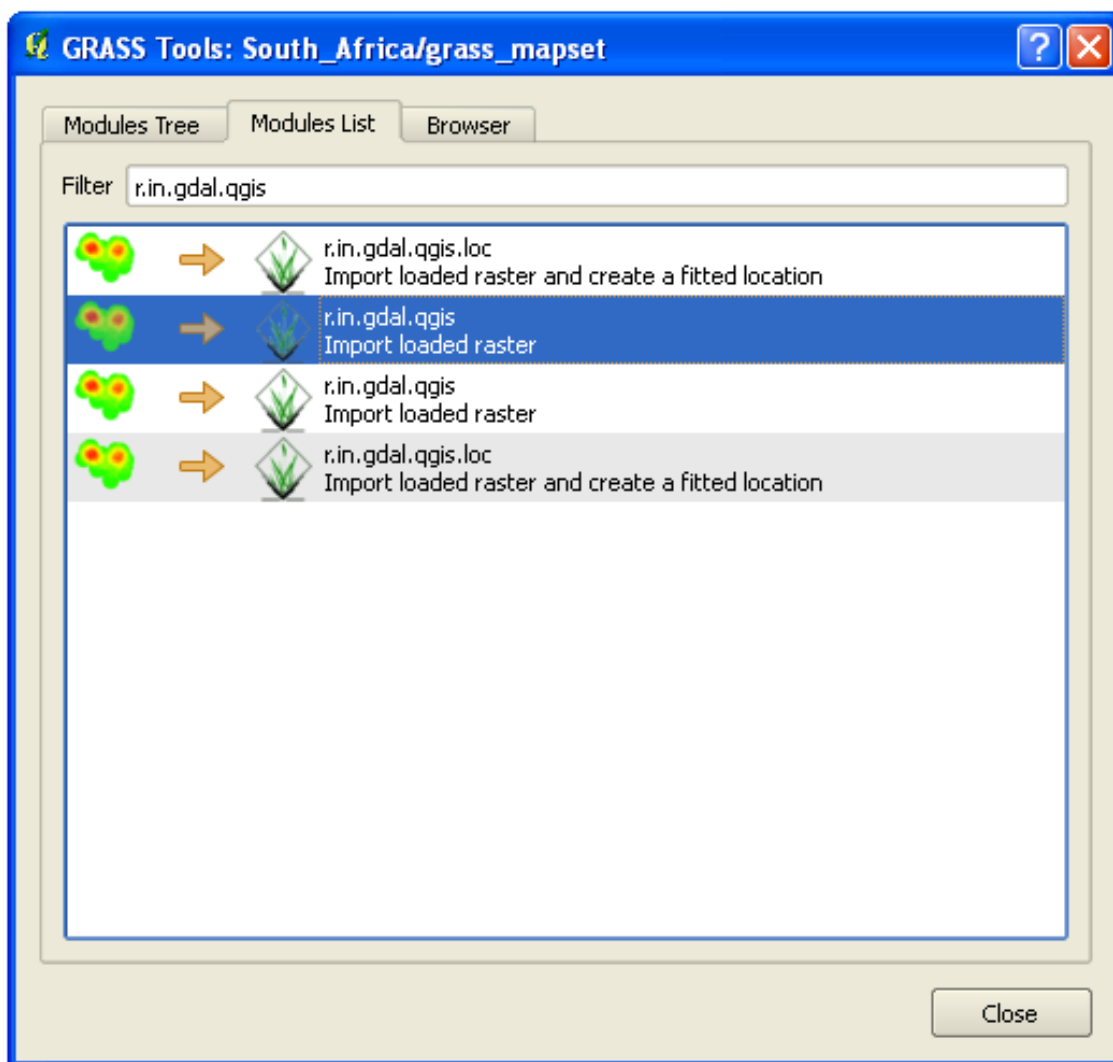 GRASS Tools: South_Africa/grass_mapset
Modules Tree Modules List Browser
Filter r.in.gdal.qgis
r.in.gdal.qgis.loc
Import loaded raster and create a fitted location
r.in.gdal.qgis
Import loaded raster
r.in.gdal.qgis
Import loaded raster
r.in.gdal.qgis.loc
Import loaded raster and create a fitted location
Close